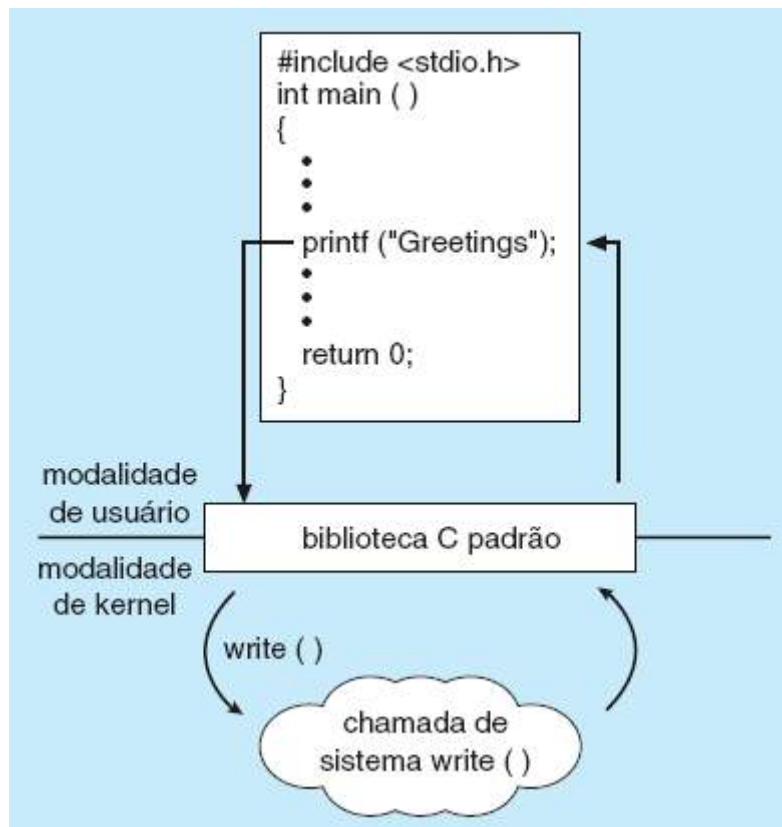 #include <stdio.h>
int main ( )
{
•
•
•
printf ("Greetings");
•
•
•
return 0;
}
modalidade
de usuário
biblioteca C padrão
modalidade
de kernel
write ( )
chamada de
sistema write ( )